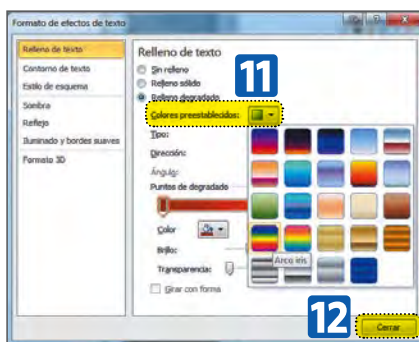 Formato de efectos de texto
Relleno de texto
Contorno de texto
Estilo de esquema
Sombra
Reflejo
Iluminado y bordes suaves
Formato 3D
Relleno de texto
Sin relleno
Relleno sólido
Relleno degradado
11
Colores preestablecidos:
Tipo:
Dirección:
Ángulo:
Puntos de degradado
Color
Brillo:
Transparencia:
Girar con forma
Arco iris
12
Cerrar